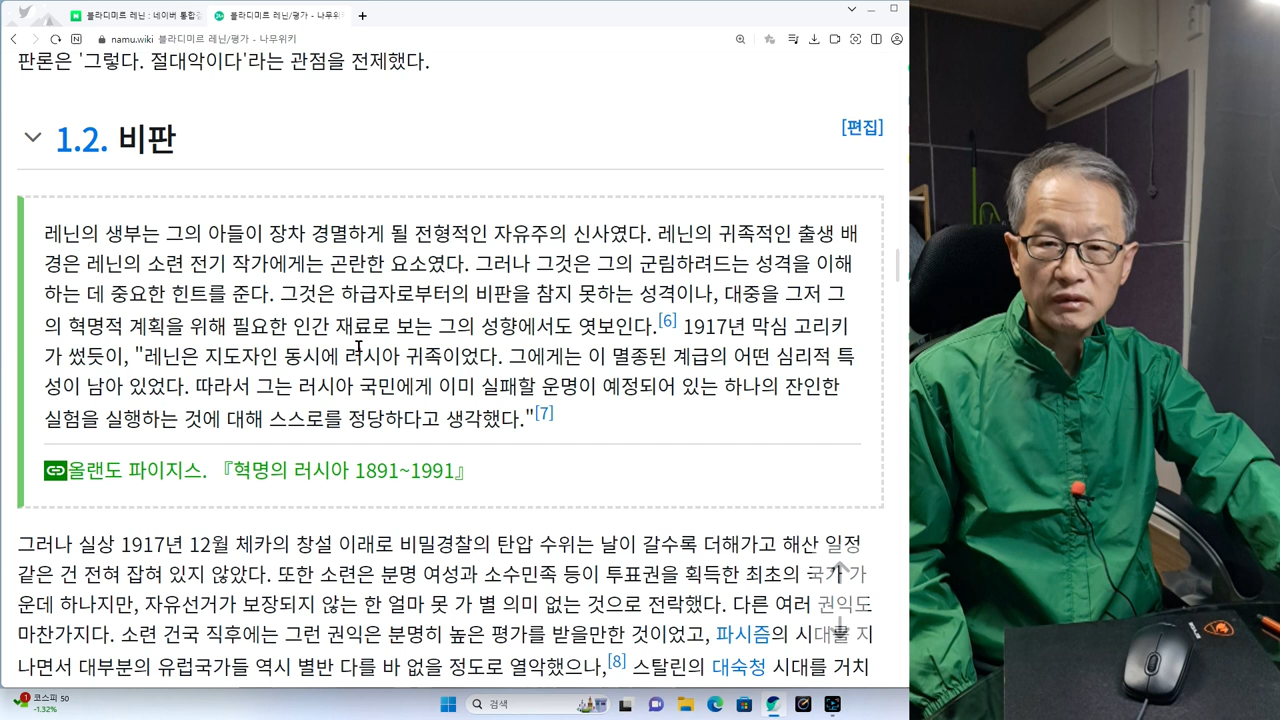 블라디미르 레닌 : 네이버 통합검
블라디미르 레닌/평가 - 나무위키
namu.wiki 블라디미르 레닌/평가 - 나무위키
판론은 '그렇다. 절대악이다'라는 관점을 전제했다.
1.2. 비판
[편집]
레닌의 생부는 그의 아들이 장차 경멸하게 될 전형적인 자유주의 신사였다. 레닌의 귀족적인 출생 배
경은 레닌의 소련 전기 작가에게는 곤란한 요소였다. 그러나 그것은 그의 군림하려드는 성격을 이해
하는 데 중요한 힌트를 준다. 그것은 하급자로부터의 비판을 참지 못하는 성격이나, 대중을 그저 그
의 혁명적 계획을 위해 필요한 인간 재료로 보는 그의 성향에서도 엿보인다.[6] 1917년 막심 고리키
가 썼듯이, "레닌은 지도자인 동시에 러시아 귀족이었다. 그에게는 이 멸종된 계급의 어떤 심리적 특
성이 남아 있었다. 따라서 그는 러시아 국민에게 이미 실패할 운명이 예정되어 있는 하나의 잔인한
실험을 실행하는 것에 대해 스스로를 정당하다고 생각했다."[7]
올랜도 파이지스. 『혁명의 러시아 1891~1991』
그러나 실상 1917년 12월 체카의 창설 이래로 비밀경찰의 탄압 수위는 날이 갈수록 더해가고 해산 일정
같은 건 전혀 잡혀 있지 않았다. 또한 소련은 분명 여성과 소수민족 등이 투표권을 획득한 최초의 국가 가
운데 하나지만, 자유선거가 보장되지 않는 한 얼마 못 가 별 의미 없는 것으로 전락했다. 다른 여러 권익도
마찬가지다. 소련 건국 직후에는 그런 권익은 분명히 높은 평가를 받을만한 것이었고, 파시즘의 시대를 지
나면서 대부분의 유럽국가들 역시 별반 다를 바 없을 정도로 열악했으나,[8] 스탈린의 대숙청 시대를 거치
1
코스피 50
-1.32%
검색